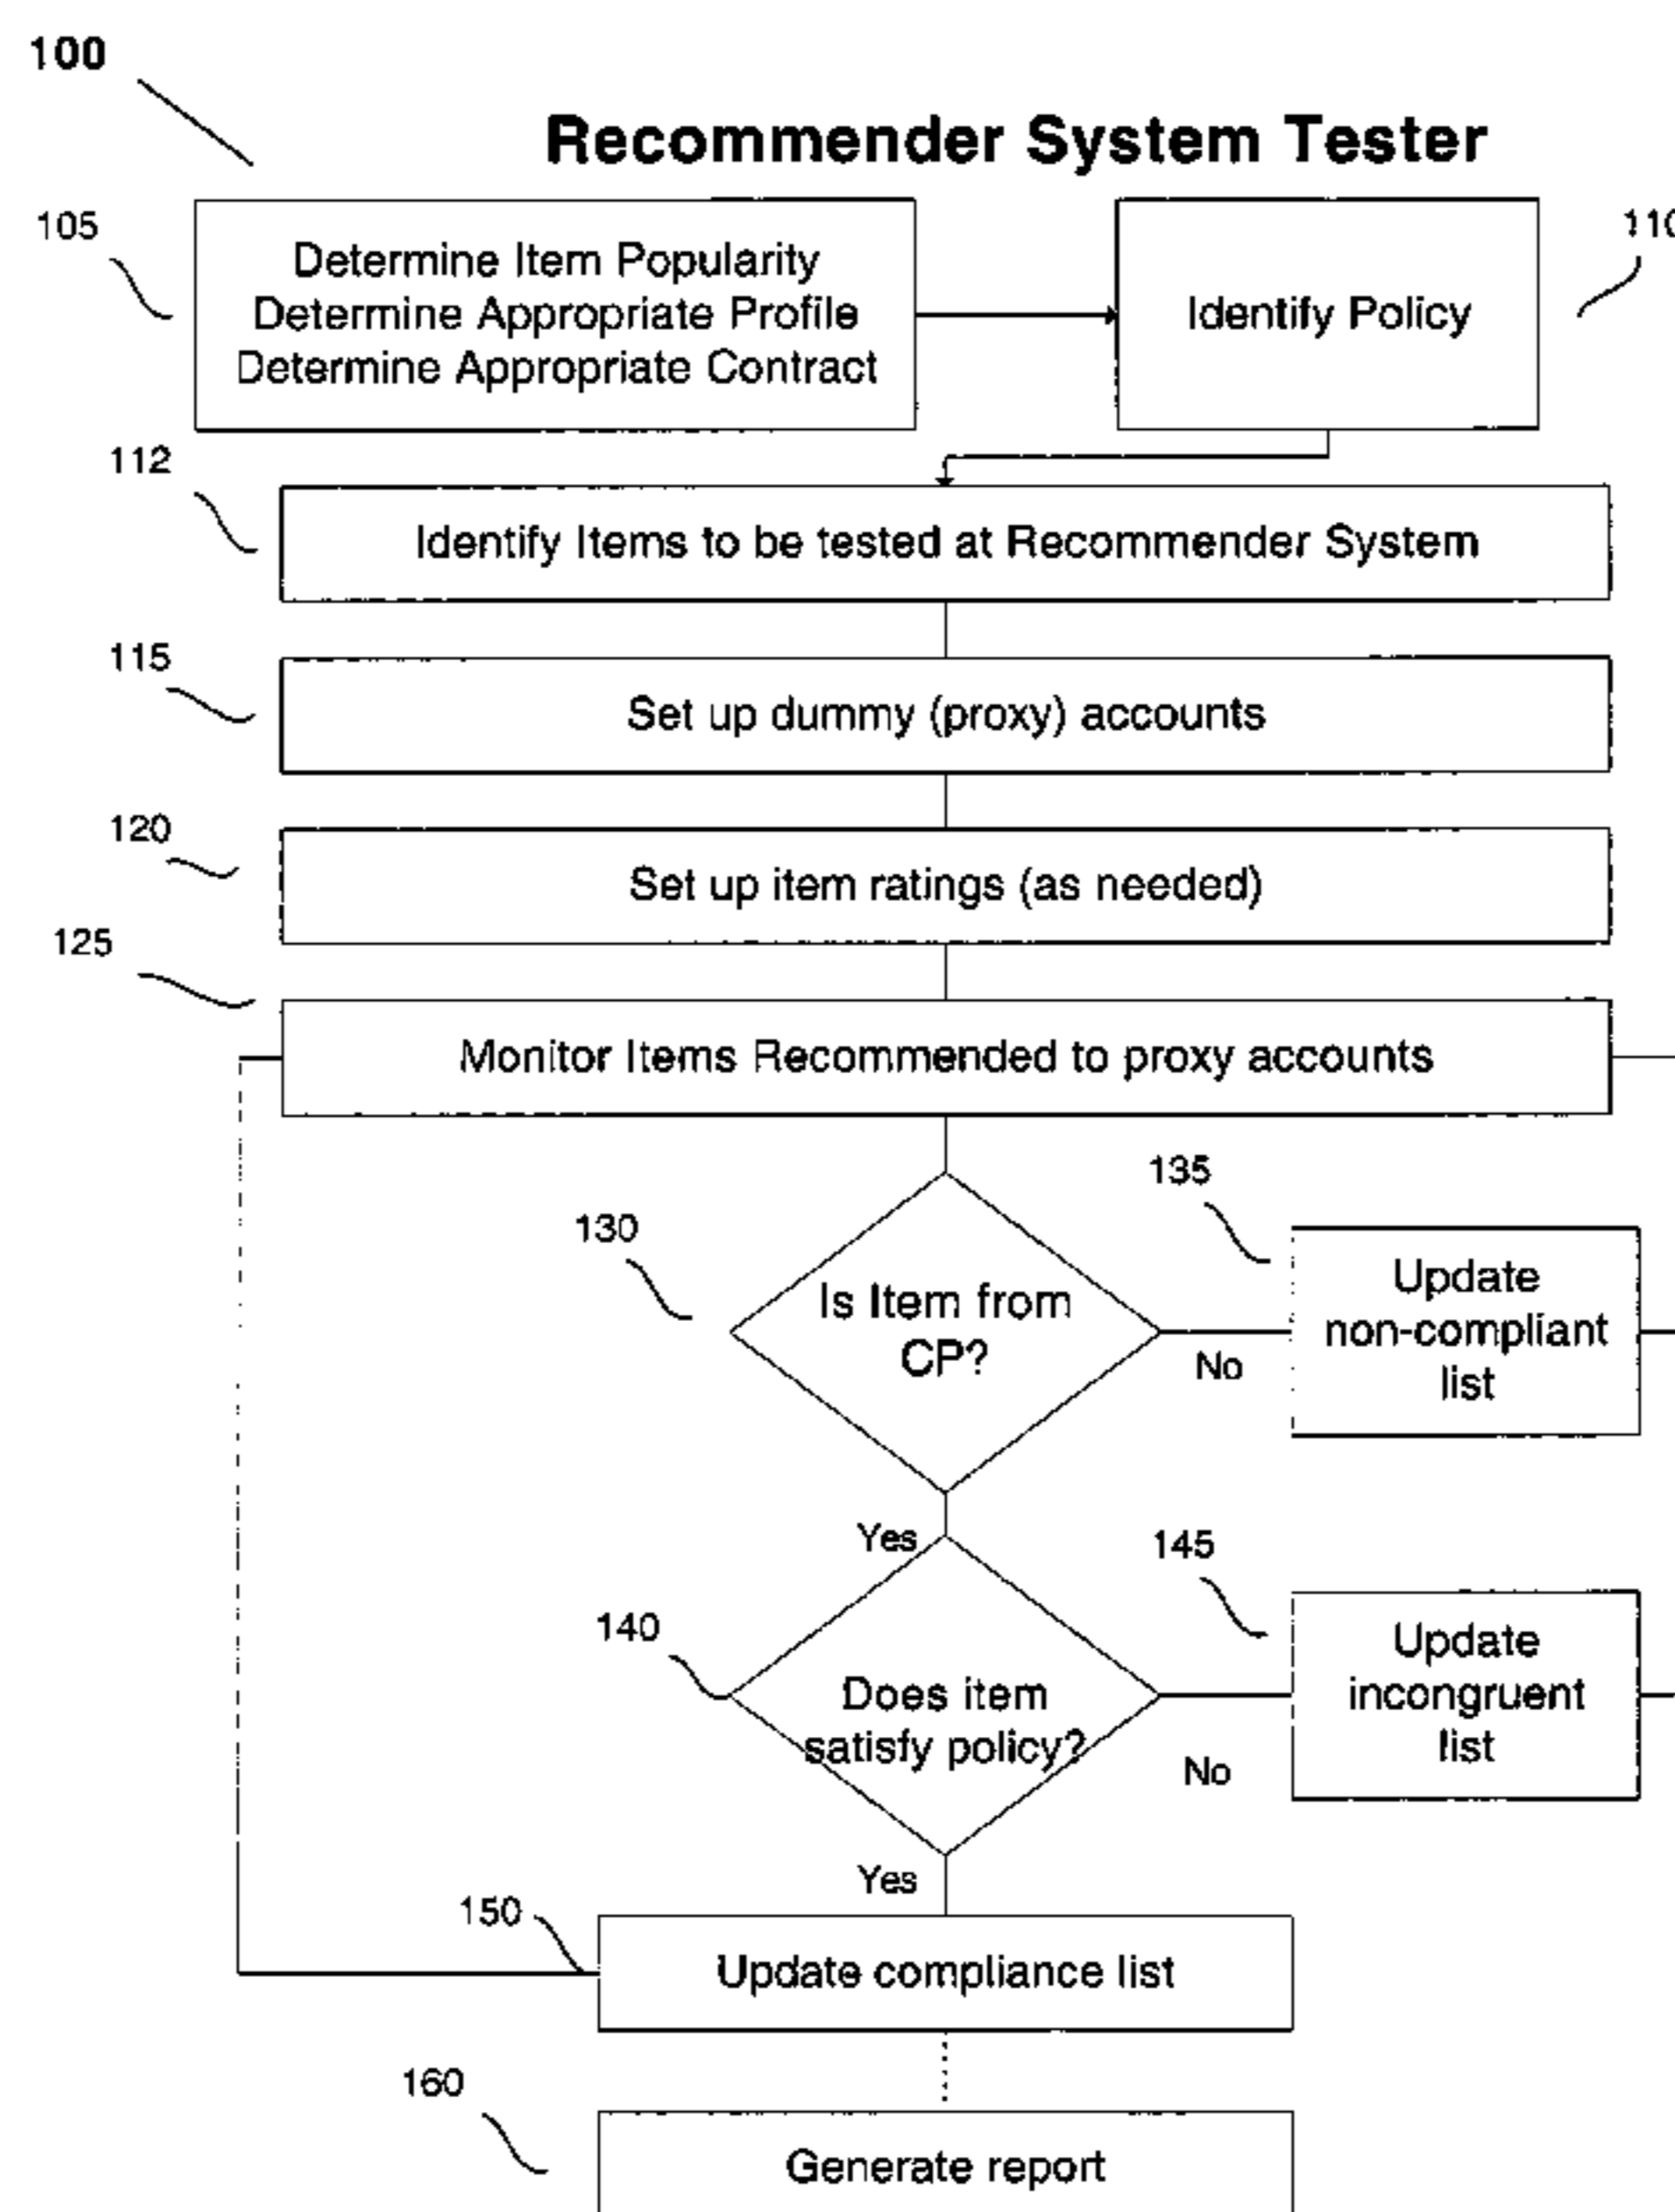 100
Recommender System Tester
105
Determine Item Popularity
Determine Appropriate Profile
Determine Appropriate Contract
Identify Policy
110
112
Identify Items to be tested at Recommender System
115
Set up dummy (proxy) accounts
120
Set up item ratings (as needed)
125
Monitor Items Recommended to proxy accounts
130
Is Item from
CP?
No
135
Update
non-compliant
list
Yes
140
Does item
satisfy policy?
No
145
Update
incongruent
list
Yes
150
Update compliance list
160
Generate report